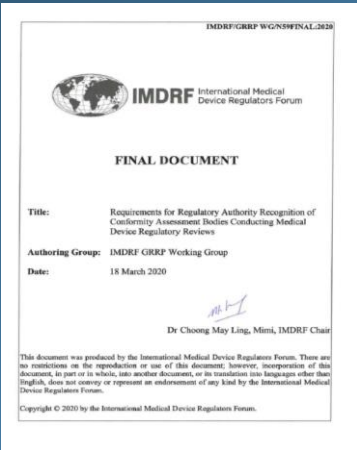 IMDRF/GRRP WG/N59FINAL:2020
IMDRF International Medical
Device Regulators Forum
FINAL DOCUMENT
Title: Requirements for Regulatory Authority Recognition of
Conformity Assessment Bodies Conducting Medical
Device Regulatory Reviews
Authoring Group: IMDRF GRRP Working Group
Date: 18 March 2020
Dr Choong May Ling, Mimi, IMDRF Chair
This document was produced by the International Medical Device Regulators Forum. There are
no restrictions on the reproduction or use of this document; however, incorporation of this
document, in part or in whole, into another document, or its translation into languages other than
English, does not convey or represent an endorsement of any kind by the International Medical
Device Regulators Forum.
Copyright © 2020 by the International Medical Device Regulators Forum.